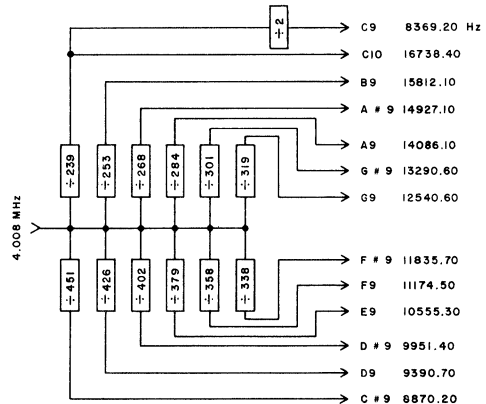 ÷2
C9 8369.20 Hz
C10 16738.40
B9 15812.10
A # 9 14927.10
A9 14086.10
G # 9 13290.60
G9 12540.60
÷239 ÷253 ÷268 ÷284 ÷301 ÷319
4.008 MHz
÷451 ÷426 ÷402 ÷379 ÷358 ÷338
F # 9 11835.70
F9 11174.50
E9 10555.30
D # 9 9951.40
D9 9390.70
C # 9 8870.20